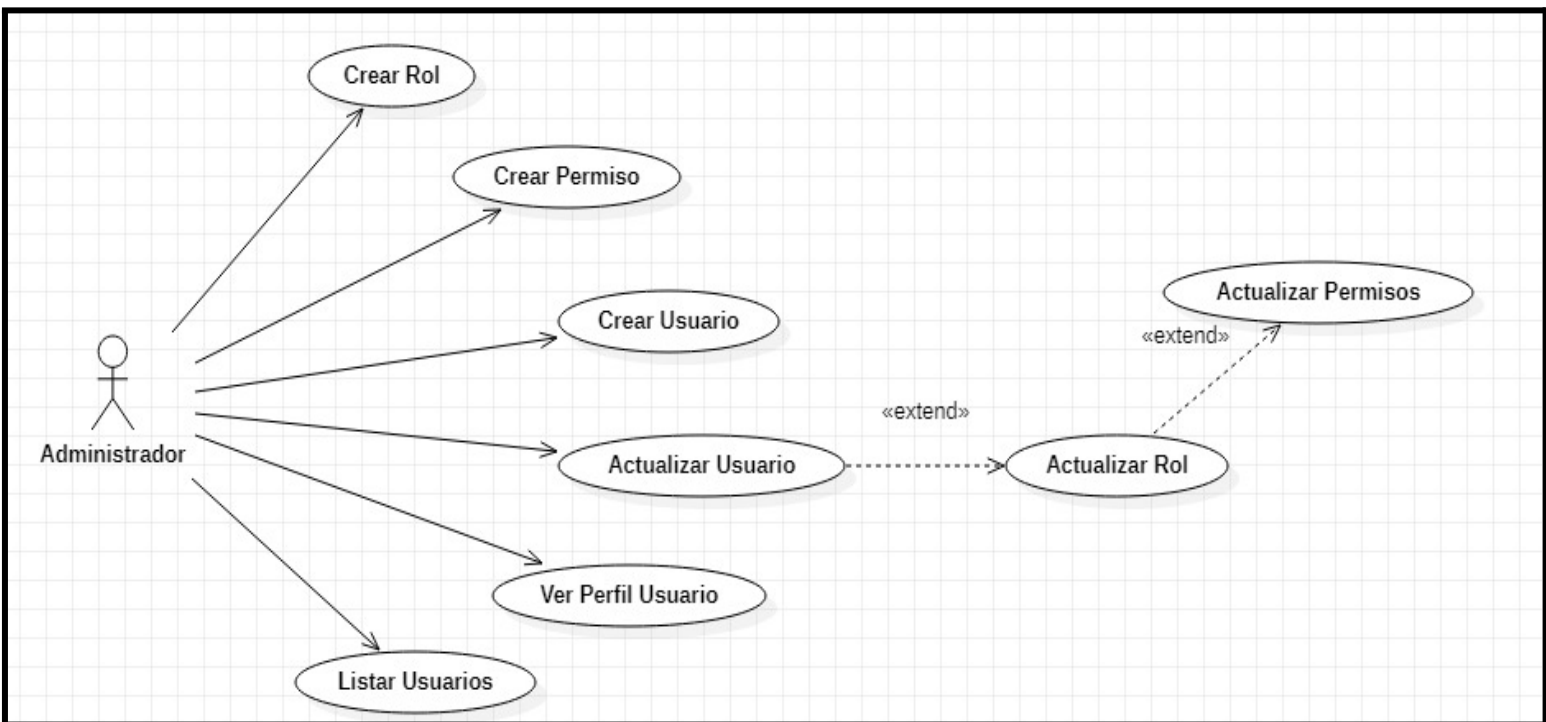 Crear Rol
Crear Permiso
Actualizar Permisos
Crear Usuario
«extend»
«extend»
Administrador
Actualizar Usuario
Actualizar Rol
Ver Perfil Usuario
Listar Usuarios